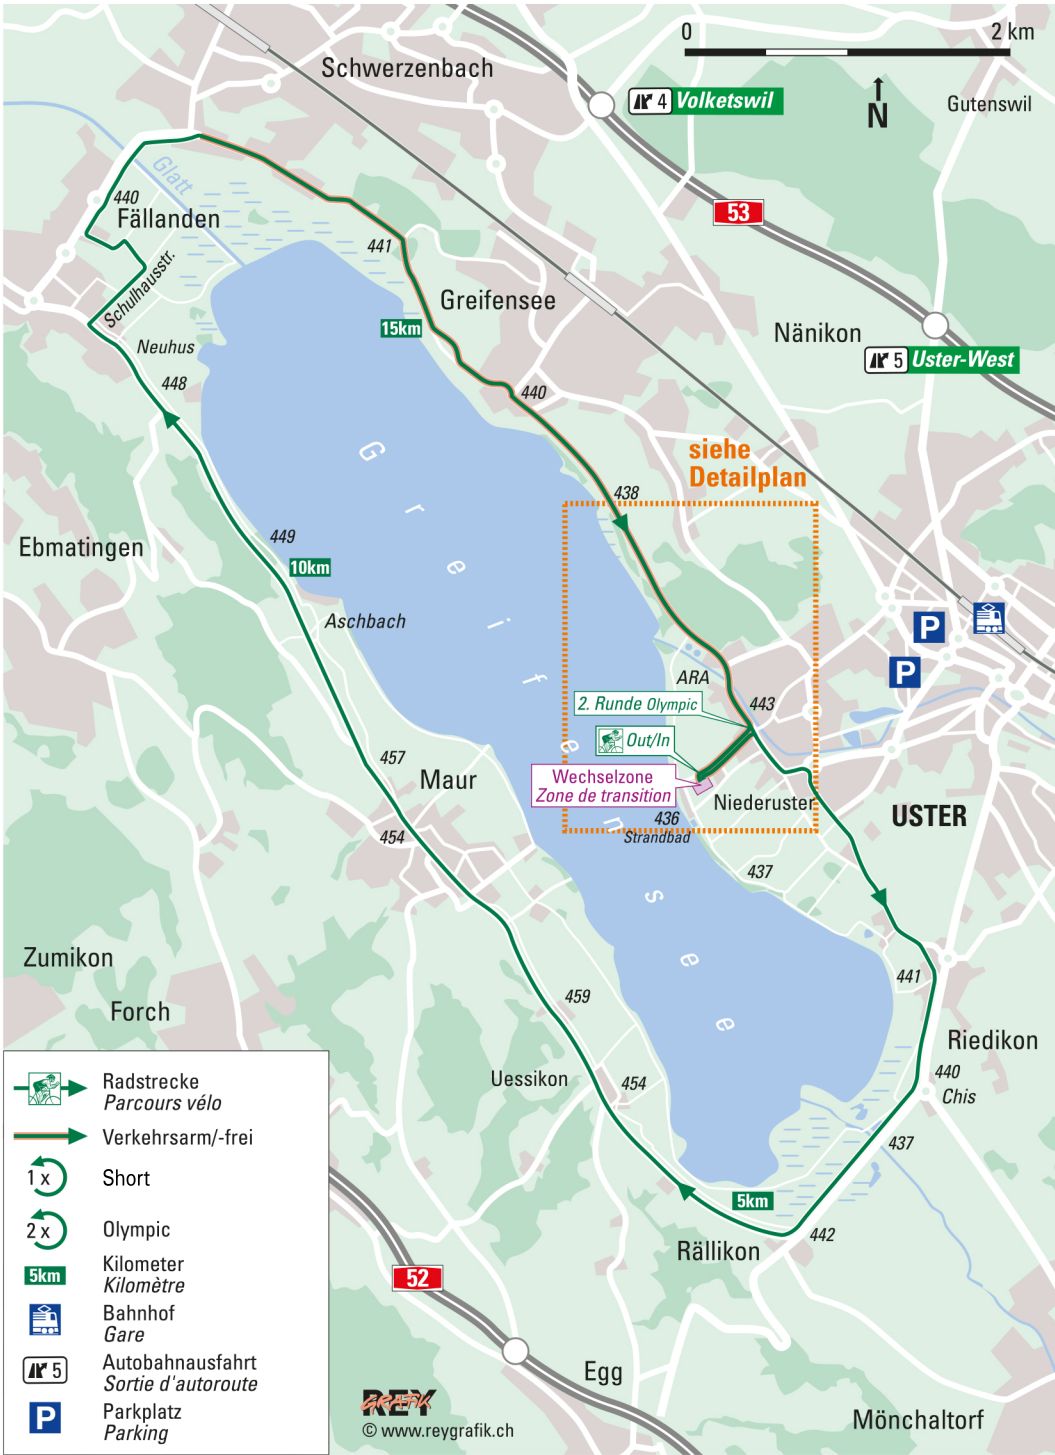 0
2 km
Schwerzenbach
4 Volketswil
N
Gutenswil
53
Glatt
440
Fällanden
441
Schulhausstr.
Greifensee
15km
Nänikon
Neuhus
5 Uster-West
448
440
Greifensee
siehe
Detailplan
438
449
Ebmatingen
10km
Aschbach
P
P
ARA
2. Runde Olympic
443
Out/In
457
Wechselzone
Zone de transition
Maur
Niederuster
436
USTER
454
Strandbad
437
Zumikon
441
459
Forch
Riedikon
440
Uessikon
454
Chis
437
5km
442
Rällikon
52
Egg
Mönchaltorf
Radstrecke
Parcours vélo
Verkehrsarm/-frei
1 x
Short
2 x
Olympic
5km
Kilometer
Kilomètre
Bahnhof
Gare
5
Autobahnausfahrt
Sortie d'autoroute
P
Parkplatz
Parking
REY
GRAFIK
© www.reygrafik.ch